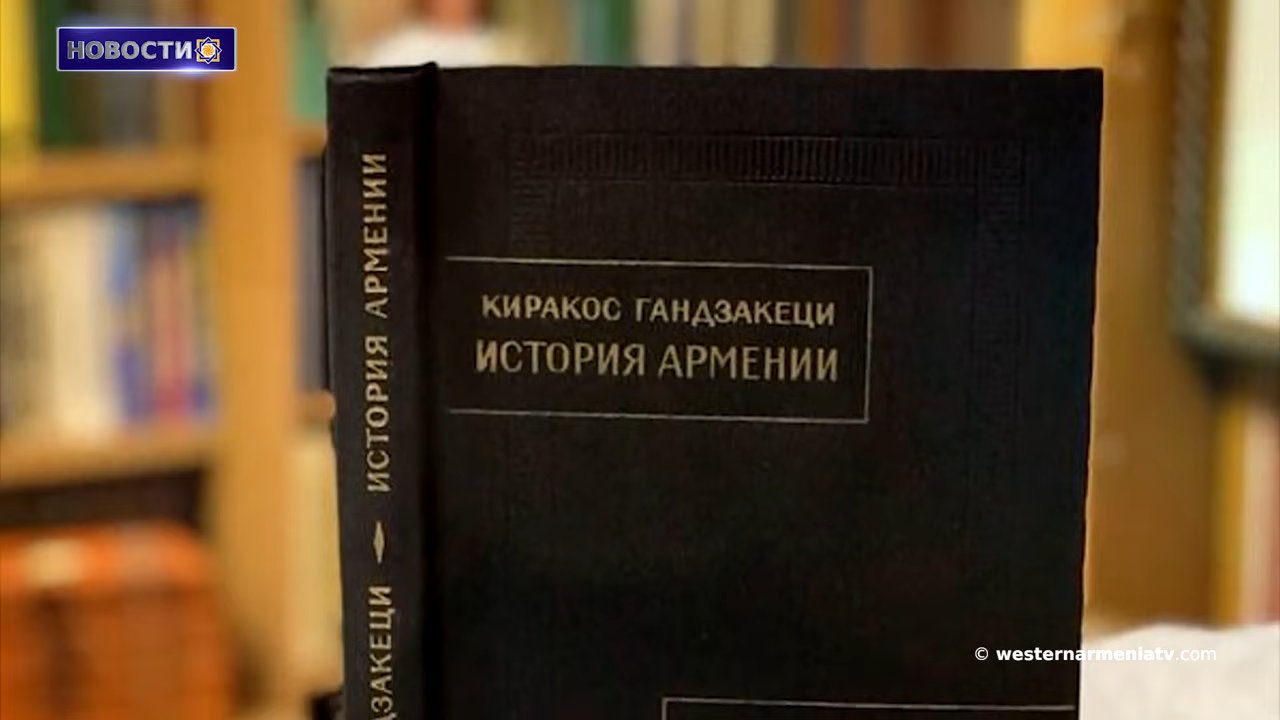 НОВОСТИ
КИРАКОС ГАНДЗАКЕЦИ
ИСТОРИЯ АРМЕНИИ
ИСТОРИЯ АРМЕНИИ
ДЗАКЕЦИ
© westernarmeniatv.com